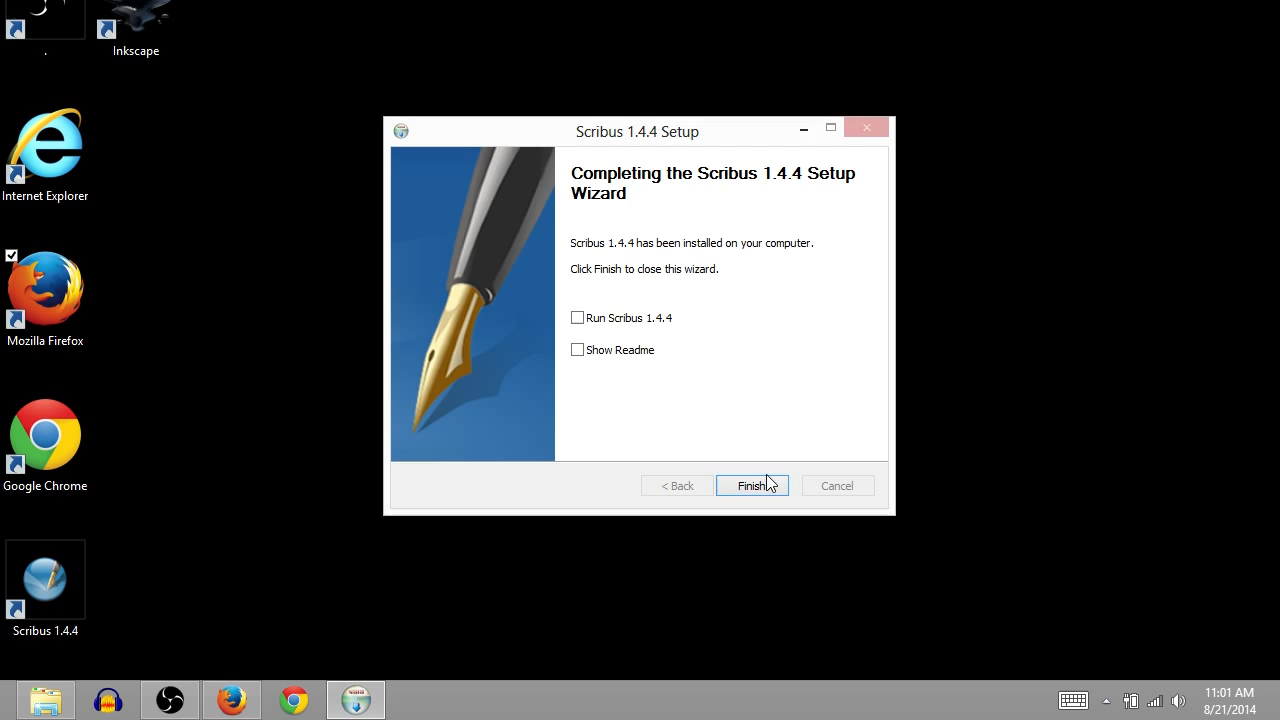 .
Inkscape
Internet Explorer
Mozilla Firefox
Google Chrome
Scribus 1.4.4
Scribus 1.4.4 Setup
Completing the Scribus 1.4.4 Setup
Wizard
Scribus 1.4.4 has been installed on your computer.
Click Finish to close this wizard.
Run Scribus 1.4.4
Show Readme
< Back
Finish
Cancel
11:01 AM
8/21/2014